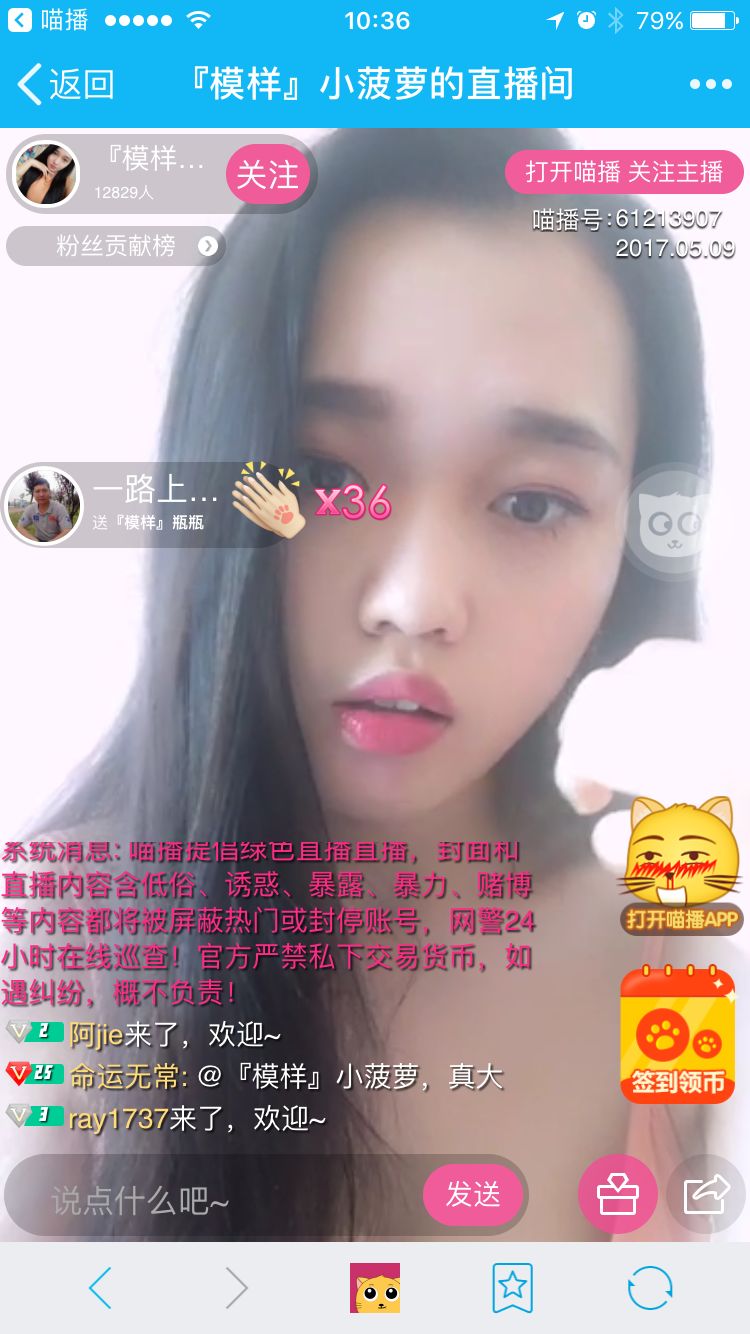 喵播
10:36
79%
返回
『模样』小菠萝的直播间
『模样...
12829人
关注
打开喵播 关注主播
喵播号:61213907
2017.05.09
粉丝贡献榜
一路上...
送『模样』瓶瓶
x36
系统消息: 喵播提倡绿色直播直播，封面和
直播内容含低俗、诱惑、暴露、暴力、赌博
等内容都将被屏蔽热门或封停账号，网警24
小时在线巡查！官方严禁私下交易货币，如
遇纠纷，概不负责！
打开喵播APP
V 2 阿jie来了，欢迎~
V 25 命运无常: @『模样』小菠萝，真大
V 3 ray1737来了，欢迎~
签到领币
说点什么吧~
发送